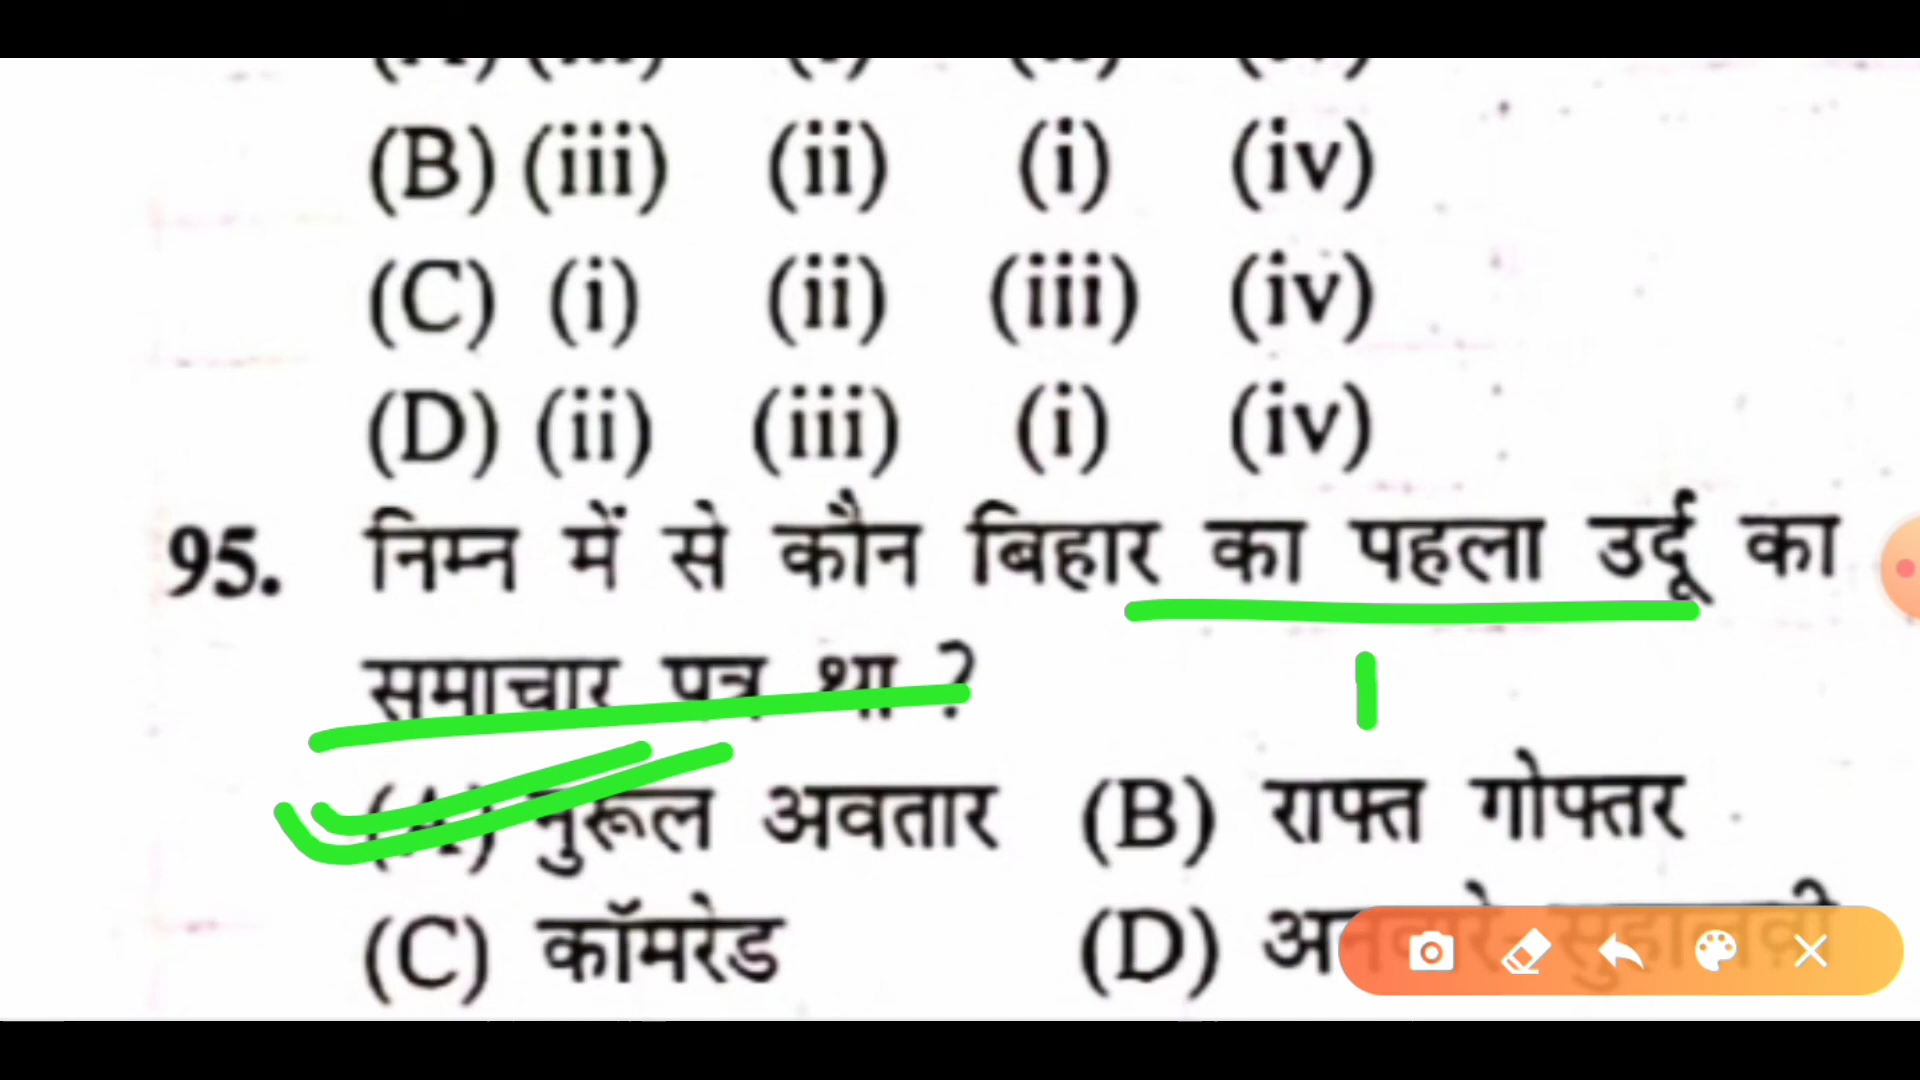 (B) (iii) (ii) (i) (iv)
(C) (i) (ii) (iii) (iv)
(D) (ii) (iii) (i) (iv)
95. निम्न में से कौन बिहार का पहला उर्दू का
समाचार पत्र था ?
(A) नुरूल अवतार (B) राफ्त गोफ्तर
(C) कॉमरेड (D)